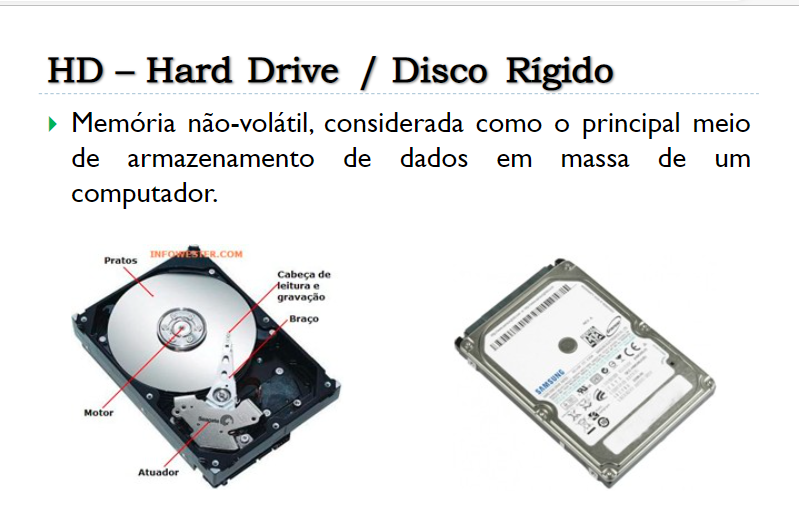 HD – Hard Drive / Disco Rígido
Memória não-volátil, considerada como o principal meio
de armazenamento de dados em massa de um
computador.
INFOWESTER.COM
Pratos
Cabeça de
leitura e
gravação
Braço
Motor
Seagate
Atuador
SAMSUNG